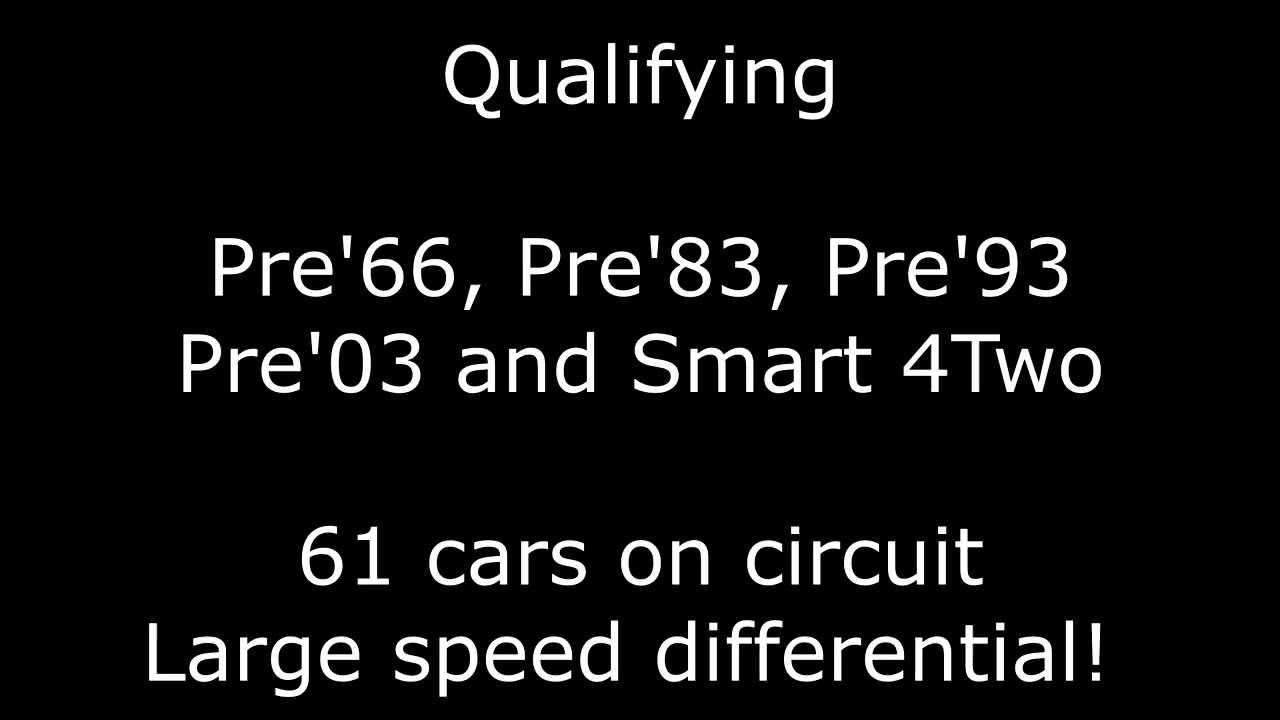 Qualifying
Pre'66, Pre'83, Pre'93
Pre'03 and Smart 4Two
61 cars on circuit
Large speed differential!